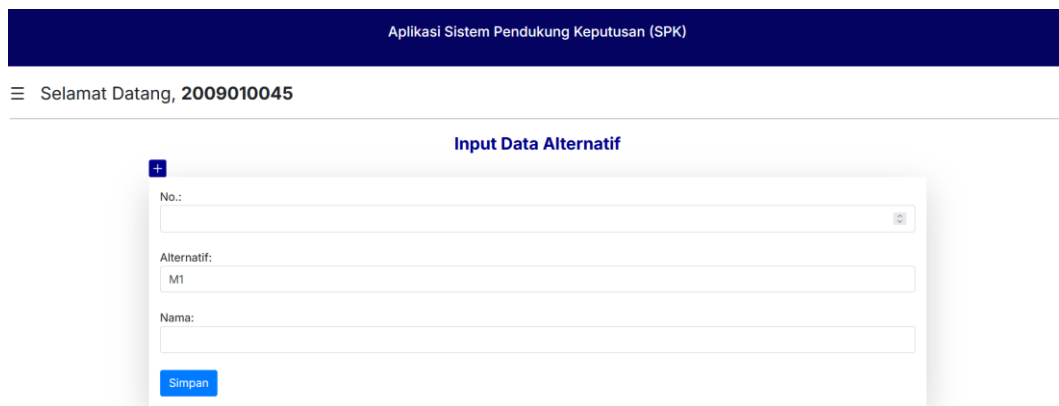 Aplikasi Sistem Pendukung Keputusan (SPK)
☰ Selamat Datang, 2009010045
Input Data Alternatif
+
No.:
Alternatif:
M1
Nama:
Simpan